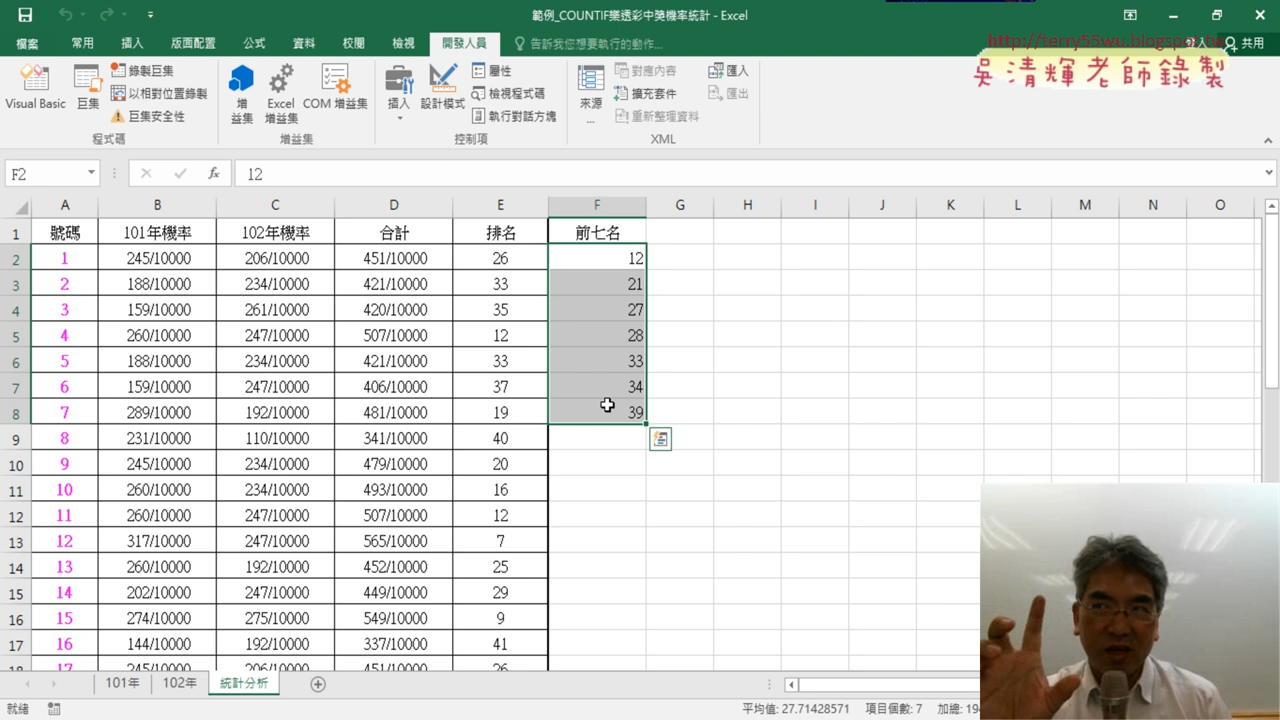 範例_COUNTIF樂透彩中獎機率統計 - Excel
檔案 常用 插入 版面配置 公式 資料 校閱 檢視 開發人員 告訴我您想要執行的動作... 共用
http://terry55wu.blogspot.tw
吳清輝老師錄製
Visual Basic 巨集 錄製巨集 以相對位置錄製 巨集安全性
增益集 Excel 增益集 COM 增益集
插入 設計模式 屬性 檢視程式碼 執行對話方塊
來源... 對應內容 擴充套件 重新整理資料 匯入 匯出
程式碼 增益集 控制項 XML
F2 fx 12
A B C D E F G H I J K L M N O
1 號碼 101年機率 102年機率 合計 排名 前七名
2 1 245/10000 206/10000 451/10000 26 12
3 2 188/10000 234/10000 421/10000 33 21
4 3 159/10000 261/10000 420/10000 35 27
5 4 260/10000 247/10000 507/10000 12 28
6 5 188/10000 234/10000 421/10000 33 33
7 6 159/10000 247/10000 406/10000 37 34
8 7 289/10000 192/10000 481/10000 19 39
9 8 231/10000 110/10000 341/10000 40
10 9 245/10000 234/10000 479/10000 20
11 10 260/10000 234/10000 493/10000 16
12 11 260/10000 247/10000 507/10000 12
13 12 317/10000 247/10000 565/10000 7
14 13 260/10000 192/10000 452/10000 25
15 14 202/10000 247/10000 449/10000 29
16 15 274/10000 275/10000 549/10000 9
17 16 144/10000 192/10000 337/10000 41
18 17 245/10000 206/10000 451/10000 26
101年 102年 統計分析
就緒 平均值: 27.71428571 項目個數: 7 加總: 19